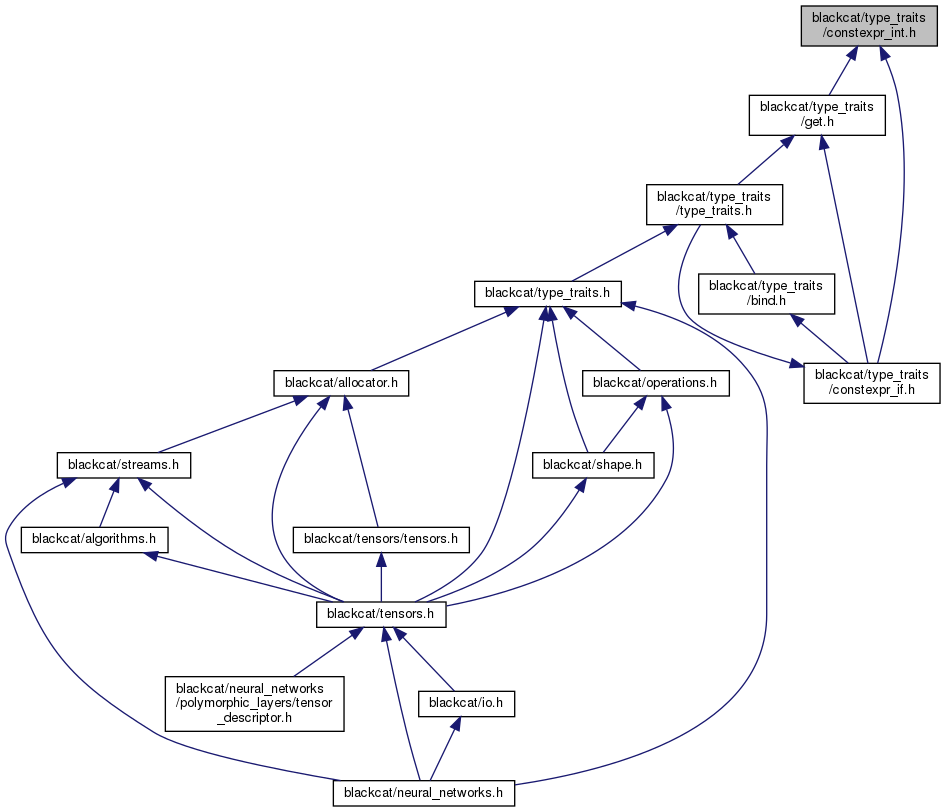 blackcat/type_traits
/constexpr_int.h
blackcat/type_traits
/get.h
blackcat/type_traits
/type_traits.h
blackcat/type_traits
/bind.h
blackcat/type_traits.h
blackcat/type_traits
/constexpr_if.h
blackcat/allocator.h
blackcat/operations.h
blackcat/streams.h
blackcat/shape.h
blackcat/algorithms.h
blackcat/tensors/tensors.h
blackcat/tensors.h
blackcat/neural_networks
/polymorphic_layers/tensor
_descriptor.h
blackcat/io.h
blackcat/neural_networks.h